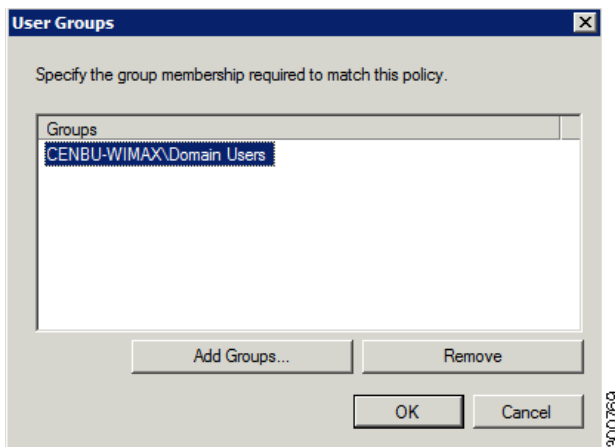 User Groups
Specify the group membership required to match this policy.
Groups
CENBU-WIMAX\Domain Users
Add Groups...
Remove
OK
Cancel